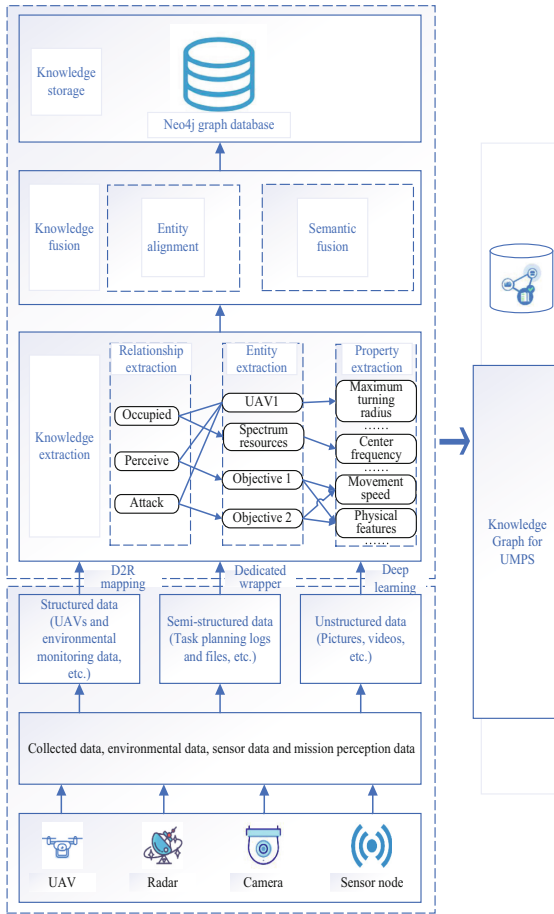 Knowledge
storage
Neo4j graph database
Knowledge
fusion
Entity
alignment
Semantic
fusion
Relationship
extraction
Entity
extraction
Property
extraction
Knowledge
extraction
Occupied
Perceive
Attack
UAV1
Spectrum
resources
Objective 1
Objective 2
Maximum
turning
radius
......
Center
frequency
......
Movement
speed
Physical
features
......
Knowledge
Graph for
UMPS
D2R
mapping
Dedicated
wrapper
Deep
learning
Structured data
(UAVs and
environmental
monitoring data,
etc.)
Semi-structured data
(Task planning logs
and files, etc.)
Unstructured data
(Pictures, videos,
etc.)
Collected data, environmental data, sensor data and mission perception data
UAV
Radar
Camera
Sensor node